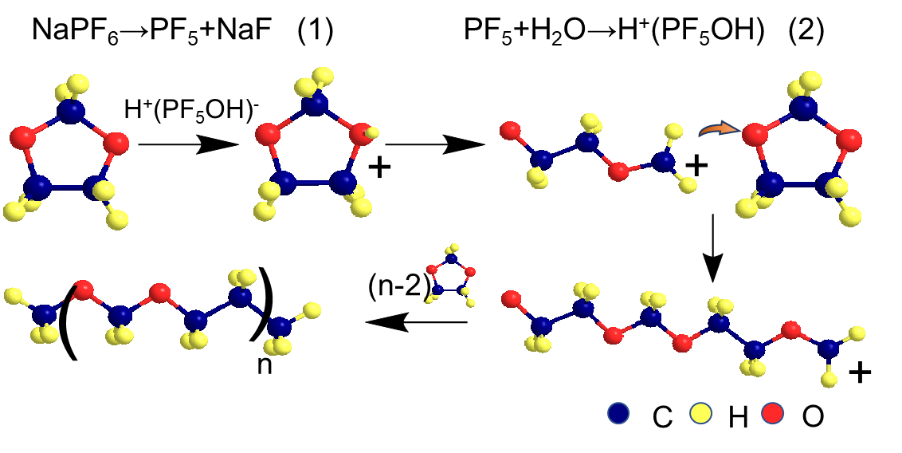 NaPF₆→PF₅+NaF (1)
PF₅+H₂O→H⁺(PF₅OH) (2)
H⁺(PF₅OH)⁻
+
+
(n-2)
( )
n
+
C H O